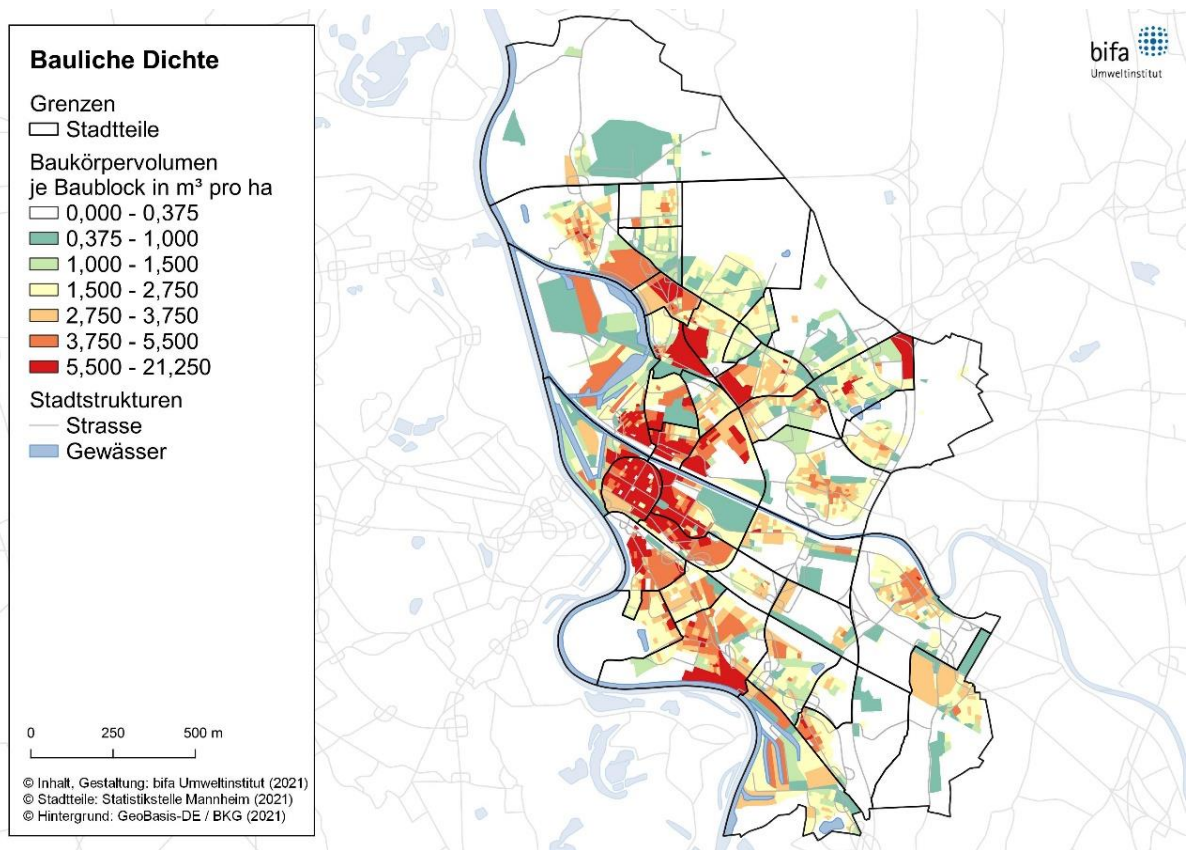 Bauliche Dichte
Grenzen
Stadtteile
Baukörpervolumen
je Baublock in m³ pro ha
0,000 - 0,375
0,375 - 1,000
1,000 - 1,500
1,500 - 2,750
2,750 - 3,750
3,750 - 5,500
5,500 - 21,250
Stadtstrukturen
Strasse
Gewässer
0 250 500 m
© Inhalt, Gestaltung: bifa Umweltinstitut (2021)
© Stadtteile: Statistikstelle Mannheim (2021)
© Hintergrund: GeoBasis-DE / BKG (2021)
bifa
Umweltinstitut